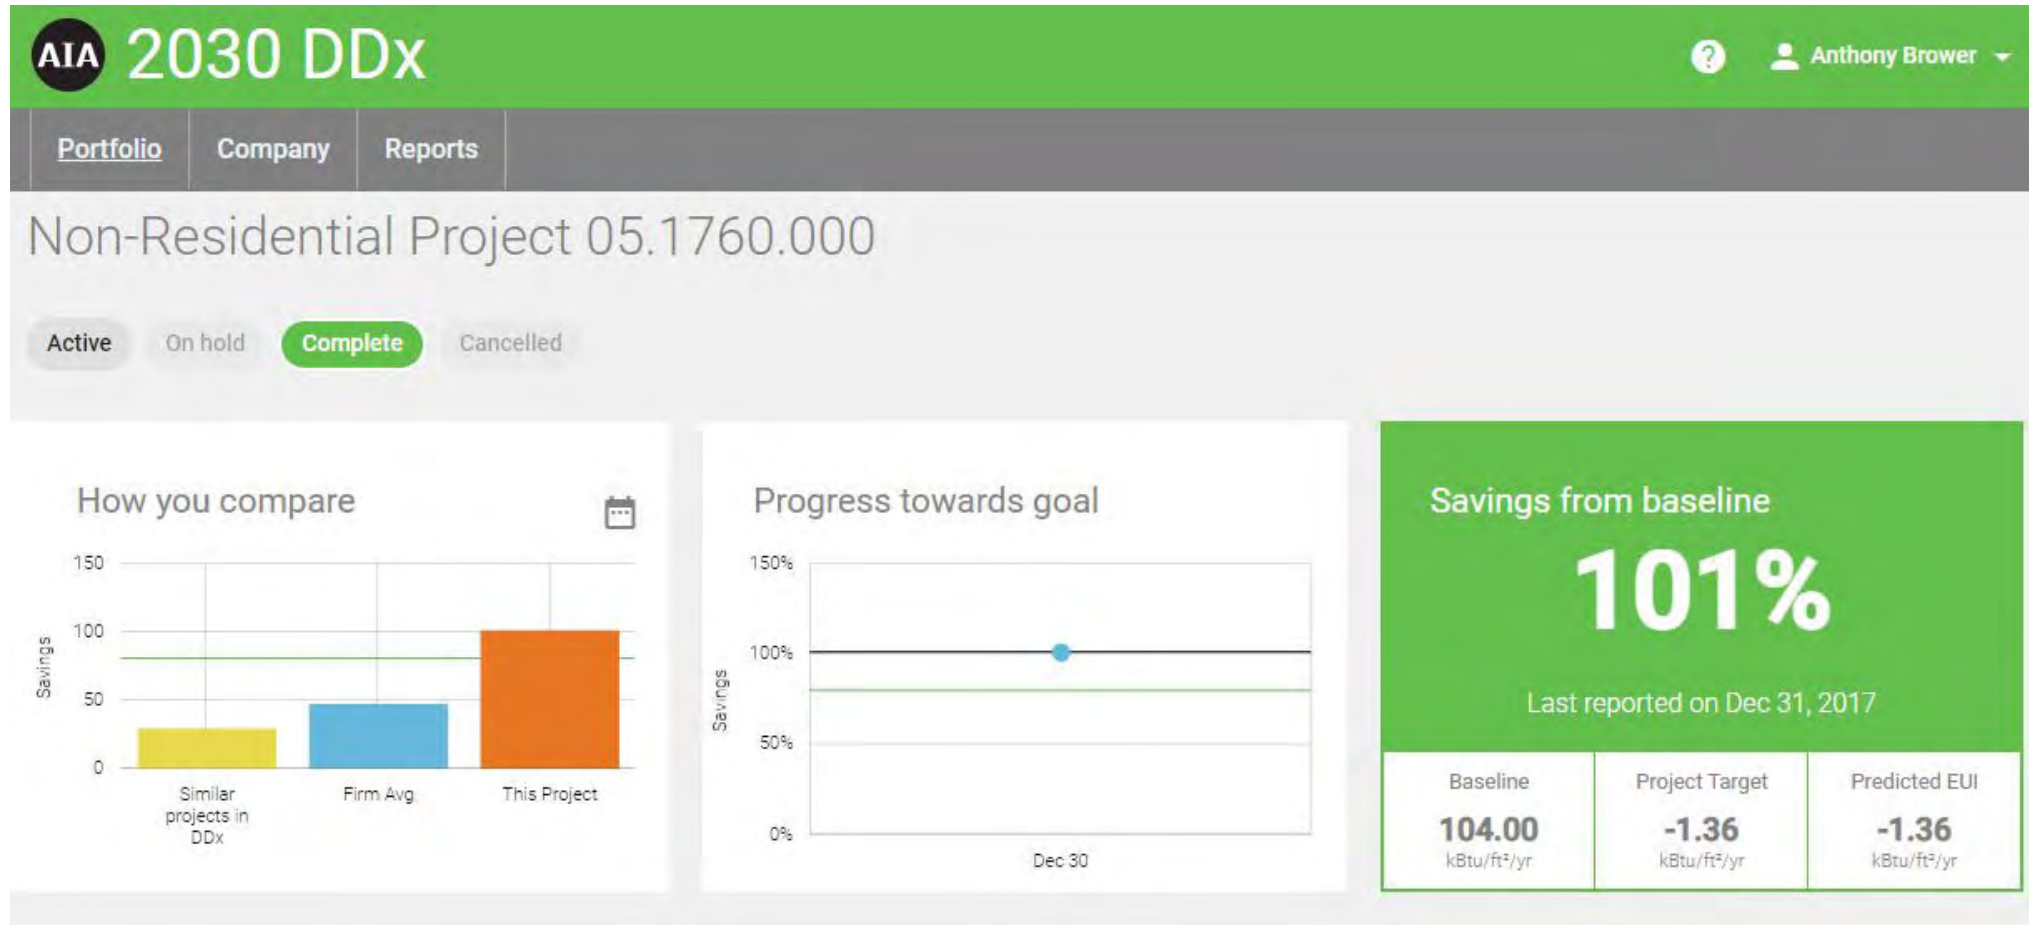 AIA 2030 DDx
Anthony Brower
Portfolio Company Reports
Non-Residential Project 05.1760.000
Active On hold Complete Cancelled
How you compare
150
100
50
0
Savings
Similar
projects in
DDx
Firm Avg
This Project
Progress towards goal
150%
100%
50%
0%
Savings
Dec 30
Savings from baseline
101%
Last reported on Dec 31, 2017
Baseline
104.00
kBtu/ft²/yr
Project Target
-1.36
kBtu/ft²/yr
Predicted EUI
-1.36
kBtu/ft²/yr